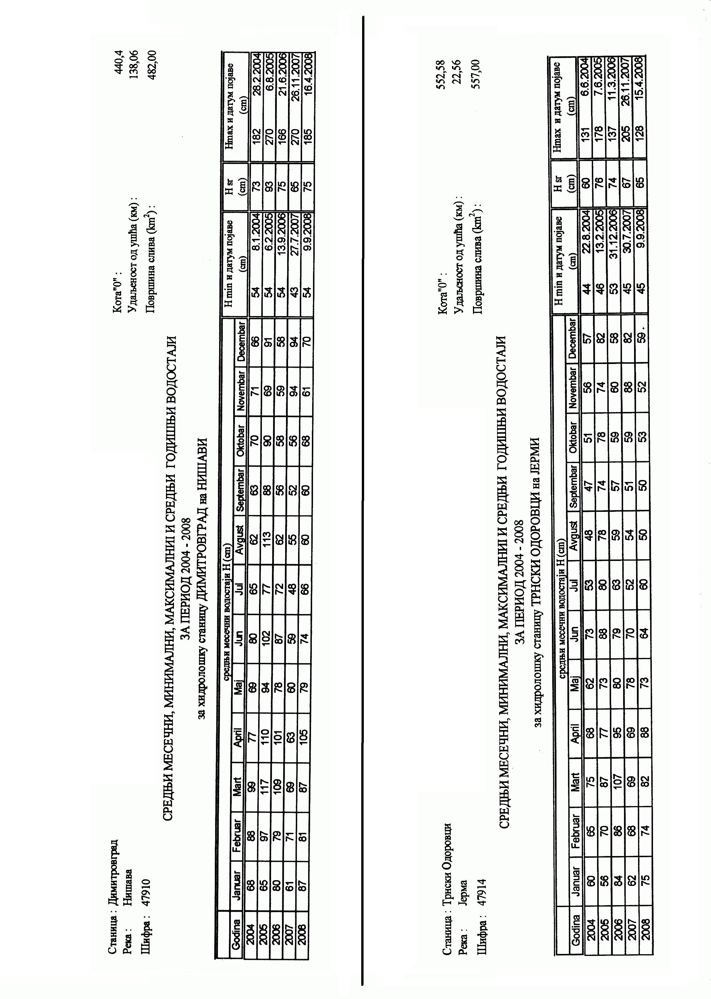 Станица : Димитровград Кота"0" : 440,4
Река : Нишава Удаљеност од ушћа (км) : 138,06
Шифра : 47910 Површина слива (km2) : 482,00
СРЕДЊИ МЕСЕЧНИ, МИНИМАЛНИ, МАКСИМАЛНИ И СРЕДЊИ ГОДИШЊИ ВОДОСТАЈИ
ЗА ПЕРИОД 2004 - 2008
за хидролошку станицу ДИМИТРОВГРАД на НИШАВИ
средњи месечни водостаји H (cm) H min и датум појаве H sr Hmax и датум појаве
Godina Januar Februar Mart April Maj Jun Jul Avgust Septembar Oktobar Novembar Decembar (cm) (cm) (cm)
2004 68 88 99 77 69 80 65 62 63 70 71 66 54 8.1.2004 73 182 28.2.2004
2005 65 97 117 110 94 102 77 113 88 90 69 91 54 6.2.2005 93 270 6.8.2005
2006 80 79 109 101 78 87 72 62 56 58 59 58 54 13.9.2006 75 166 21.6.2006
2007 61 71 69 63 60 59 48 55 52 56 94 94 43 27.7.2007 65 270 26.11.2007
2008 87 81 87 105 79 74 66 60 60 68 61 70 54 9.9.2008 75 185 16.4.2008
Станица : Трнски Одоровци Кота"0" : 552,58
Река : Јерма Удаљеност од ушћа (км) : 22,56
Шифра : 47914 Површина слива (km2) : 557,00
СРЕДЊИ МЕСЕЧНИ, МИНИМАЛНИ, МАКСИМАЛНИ И СРЕДЊИ ГОДИШЊИ ВОДОСТАЈИ
ЗА ПЕРИОД 2004 - 2008
за хидролошку станицу ТРНСКИ ОДОРОВЦИ на ЈЕРМИ
средњи месечни водостаји H (cm) H min и датум појаве H sr Hmax и датум појаве
Godina Januar Februar Mart April Maj Jun Jul Avgust Septembar Oktobar Novembar Decembar (cm) (cm) (cm)
2004 60 65 75 68 62 73 53 48 47 51 56 57 44 22.8.2004 60 131 6.6.2004
2005 56 70 87 77 73 88 80 78 74 78 74 82 46 13.2.2005 76 178 7.6.2005
2006 84 86 107 95 80 79 63 59 57 59 60 58 53 31.12.2006 74 137 11.3.2006
2007 62 68 69 69 78 70 52 54 51 59 88 82 45 30.7.2007 67 205 26.11.2007
2008 75 74 82 88 73 64 60 50 50 53 52 59 45 9.9.2008 65 128 15.4.2008